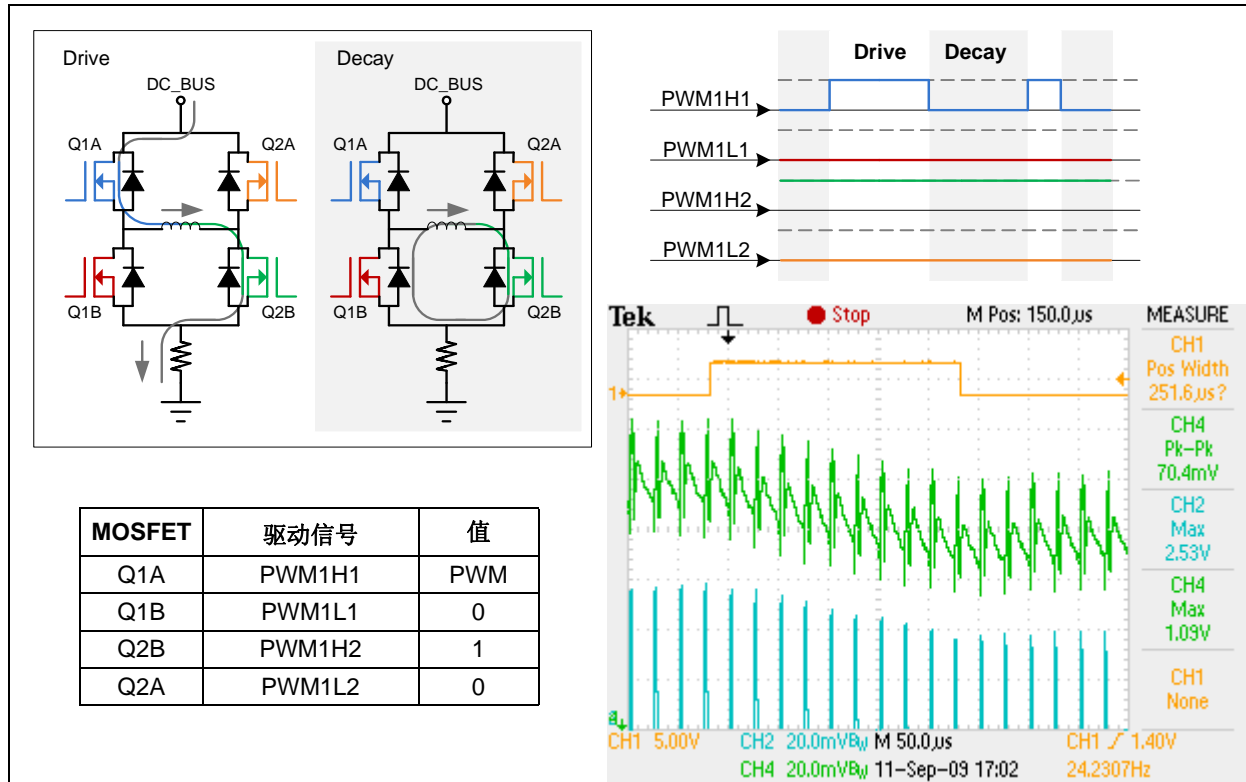 Drive
DC_BUS
Q1A
Q2A
Q1B
Q2B
Decay
DC_BUS
Q1A
Q2A
Q1B
Q2B
Drive
Decay
PWM1H1
PWM1L1
PWM1H2
PWM1L2
MOSFET 驱动信号 值
Q1A PWM1H1 PWM
Q1B PWM1L1 0
Q2B PWM1H2 1
Q2A PWM1L2 0
Tek Stop M Pos: 150.0µs MEASURE
CH1
Pos Width
251.6µs?
CH4
Pk-Pk
70.4mV
CH2
Max
2.53V
CH4
Max
1.09V
CH1
None
1
CH1 5.00V CH2 20.0mVBW M 50.0µs CH1 1.40V
CH4 20.0mVBW 11-Sep-09 17:02 24.2307Hz